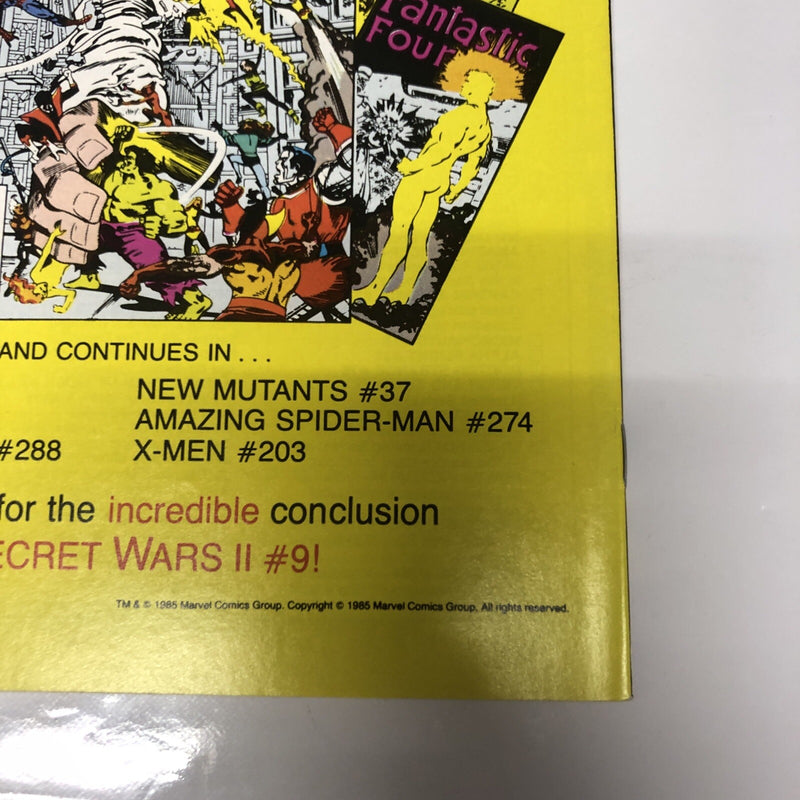 Fantastic
Four
AND CONTINUES IN . . .
NEW MUTANTS #37
AMAZING SPIDER-MAN #274
#288 X-MEN #203
for the incredible conclusion
ECRET WARS II #9!
TM & © 1985 Marvel Comics Group. Copyright © 1985 Marvel Comics Group. All rights reserved.